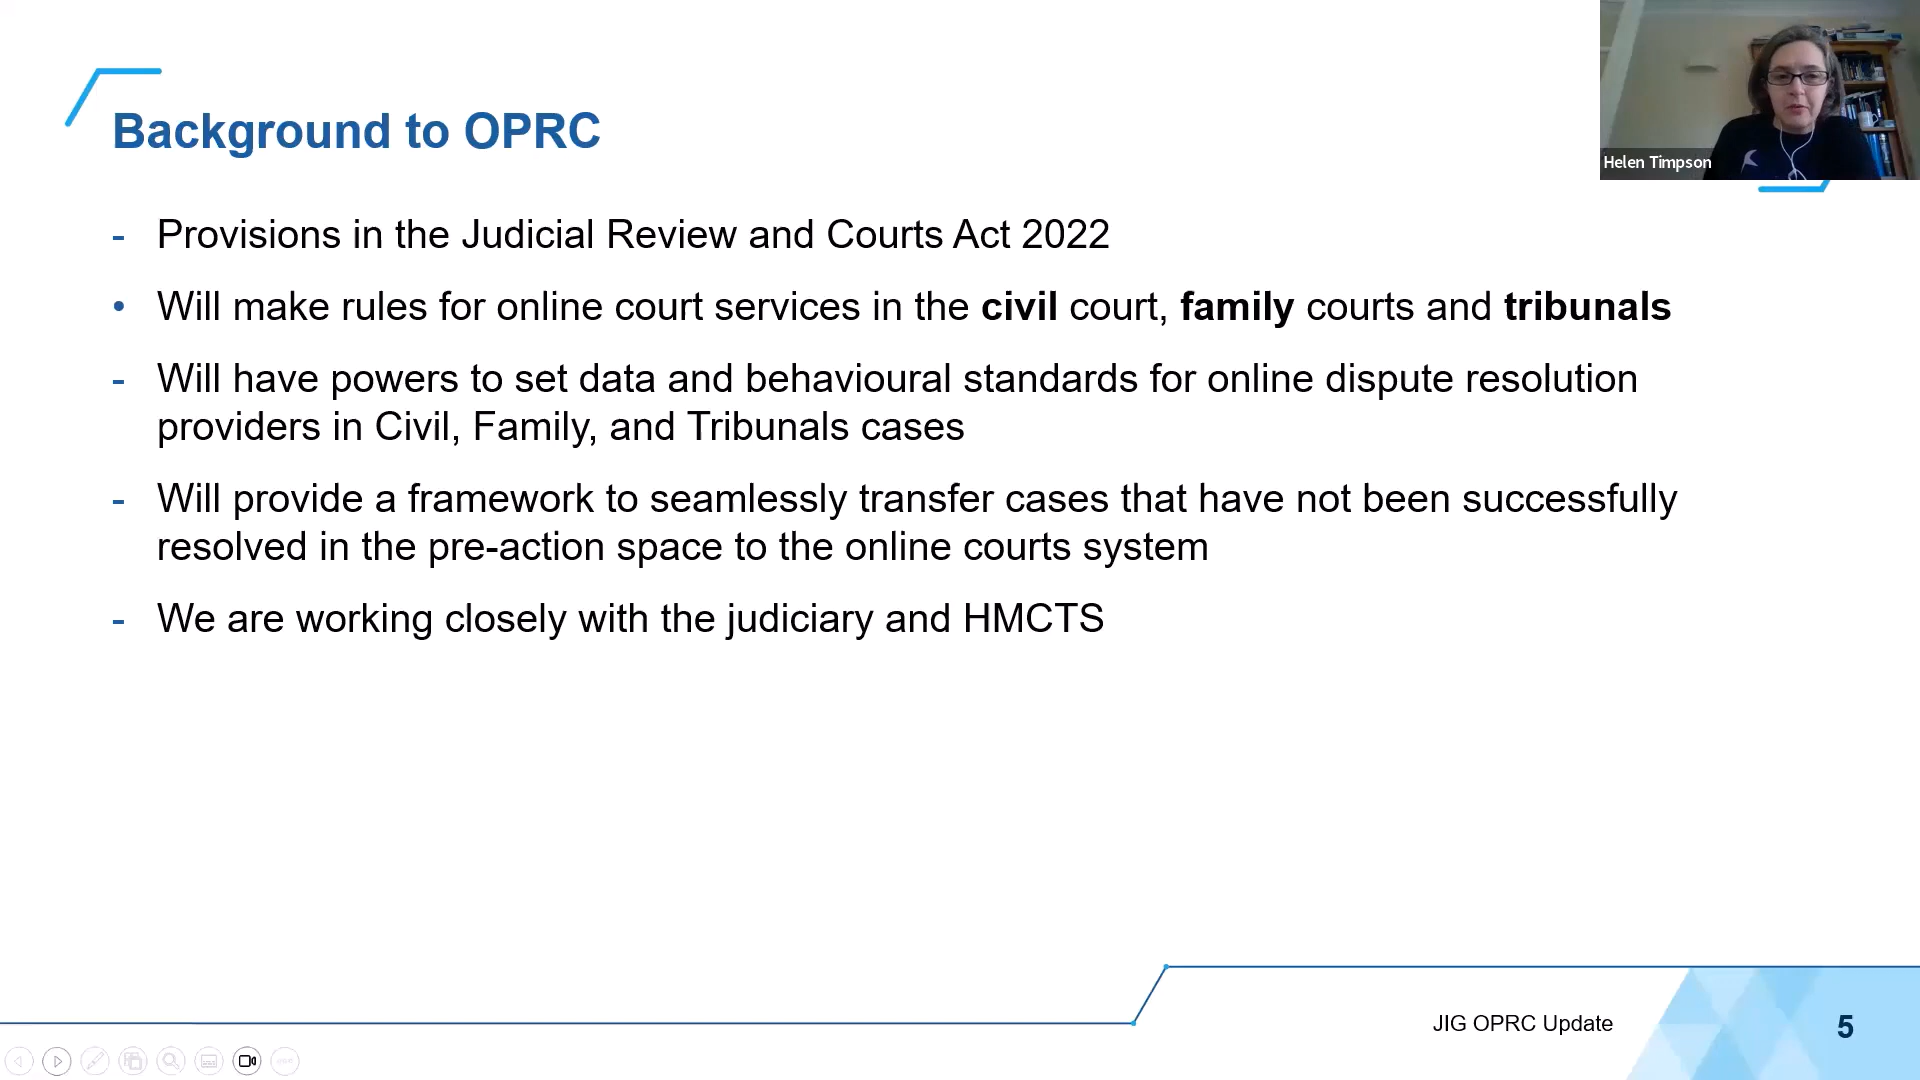 Background to OPRC
Helen Timpson
- Provisions in the Judicial Review and Courts Act 2022
• Will make rules for online court services in the civil court, family courts and tribunals
- Will have powers to set data and behavioural standards for online dispute resolution
providers in Civil, Family, and Tribunals cases
- Will provide a framework to seamlessly transfer cases that have not been successfully
resolved in the pre-action space to the online courts system
- We are working closely with the judiciary and HMCTS
JIG OPRC Update
5